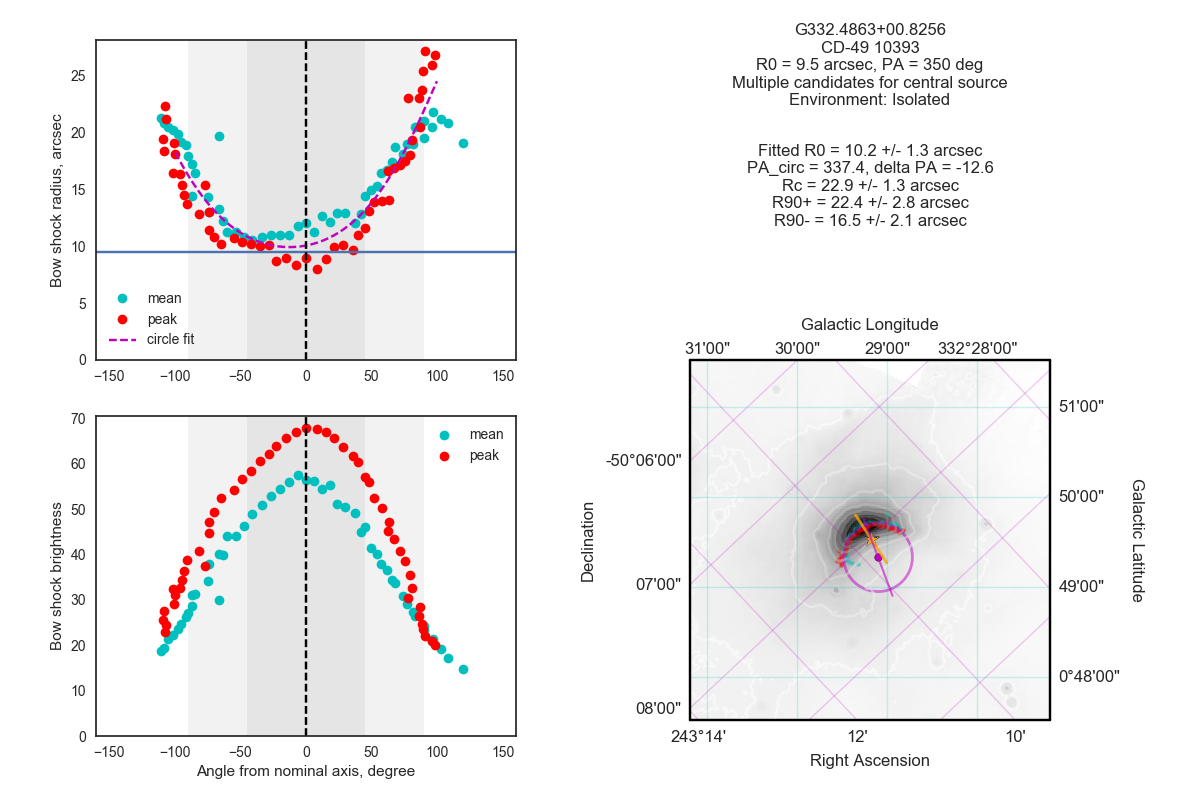 G332.4863+00.8256
CD-49 10393
R0 = 9.5 arcsec, PA = 350 deg
Multiple candidates for central source
Environment: Isolated
Fitted R0 = 10.2 +/- 1.3 arcsec
PA_circ = 337.4, delta PA = -12.6
Rc = 22.9 +/- 1.3 arcsec
R90+ = 22.4 +/- 2.8 arcsec
R90- = 16.5 +/- 2.1 arcsec
Bow shock radius, arcsec
25
20
15
10
5
0
mean
peak
circle fit
−150 −100 −50 0 50 100 150
Bow shock brightness
70
60
50
40
30
20
10
0
mean
peak
−150 −100 −50 0 50 100 150
Angle from nominal axis, degree
Galactic Longitude
31'00" 30'00" 29'00" 332°28'00"
Declination
-50°06'00"
07'00"
08'00"
51'00"
50'00"
49'00"
0°48'00"
Galactic Latitude
243°14' 12' 10'
Right Ascension